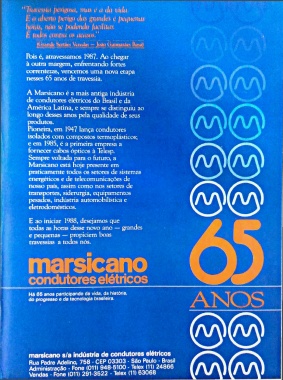 "Travessia perigosa, mas é a da vida.
E o aberto perigo das grandes e pequenas
horas, não se podendo facilitar.
É todos contra os acasos."
Grande Sertão: Veredas — João Guimarães Rosa
Pois é, atravessamos 1987. Ao chegar
à outra margem, enfrentando fortes
correntezas, vencemos uma nova etapa
nesses 65 anos de travessia.
A Marsicano é a mais antiga indústria
de condutores elétricos do Brasil e da
América Latina, e sempre se distinguiu ao
longo desses anos pela qualidade de seus
produtos.
Pioneira, em 1947 lança condutores
isolados com compostos termoplásticos;
e em 1985, é a primeira empresa a
fornecer cabos ópticos à Telesp.
Sempre voltada para o futuro, a
Marsicano está hoje presente em
praticamente todos os setores de sistemas
energéticos e de telecomunicações de
nosso país, assim como nos setores de
transportes, siderurgia, equipamentos
pesados, indústria automobilística e
eletrodomésticos.
E ao iniciar 1988, desejamos que
todas as horas desse novo ano — grandes
e pequenas — propiciem boas
travessias a todos nós.
marsicano
condutores elétricos
Há 65 anos participando da vida, da história,
do progresso e da tecnologia brasileira.
65
ANOS
marsicano s/a indústria de condutores elétricos
Rua Padre Adelino, 758 - CEP 03303 - São Paulo - Brasil
Administração - Fone (011) 948-5100 - Telex (11) 24866
Vendas - Fone (011) 291-3522 - Telex (11) 63068